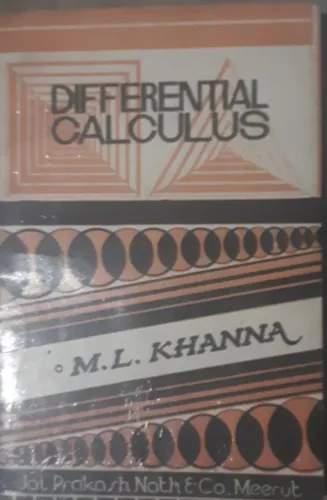 DIFFERENTIAL
CALCULUS
M.L. KHANNA
Jai Prakash Nath & Co. Meerut